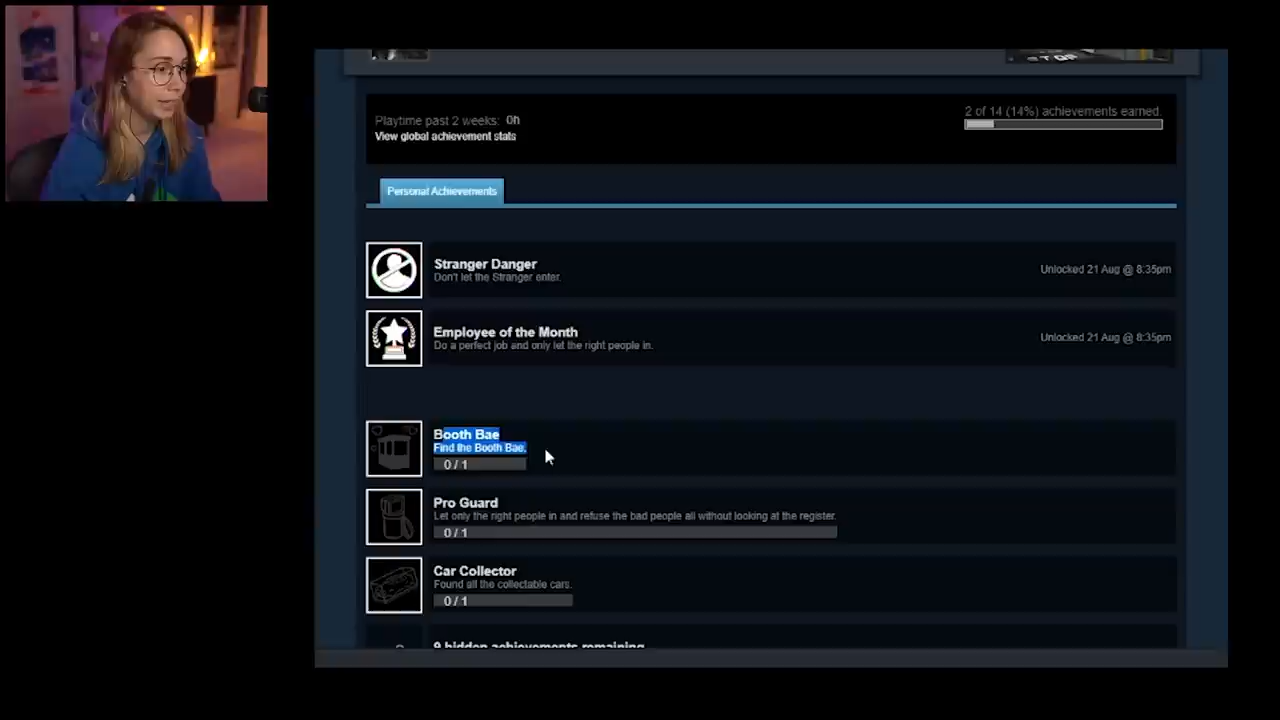 Playtime past 2 weeks: 0h
View global achievement stats
2 of 14 (14%) achievements earned.
Personal Achievements
Stranger Danger
Don't let the Stranger enter.
Unlocked 21 Aug @ 8:35pm
Employee of the Month
Do a perfect job and only let the right people in.
Unlocked 21 Aug @ 8:35pm
Booth Bae
Find the Booth Bae.
0 / 1
Pro Guard
Let only the right people in and refuse the bad people all without looking at the register.
0 / 1
Car Collector
Found all the collectable cars.
0 / 1
9 hidden achievements remaining